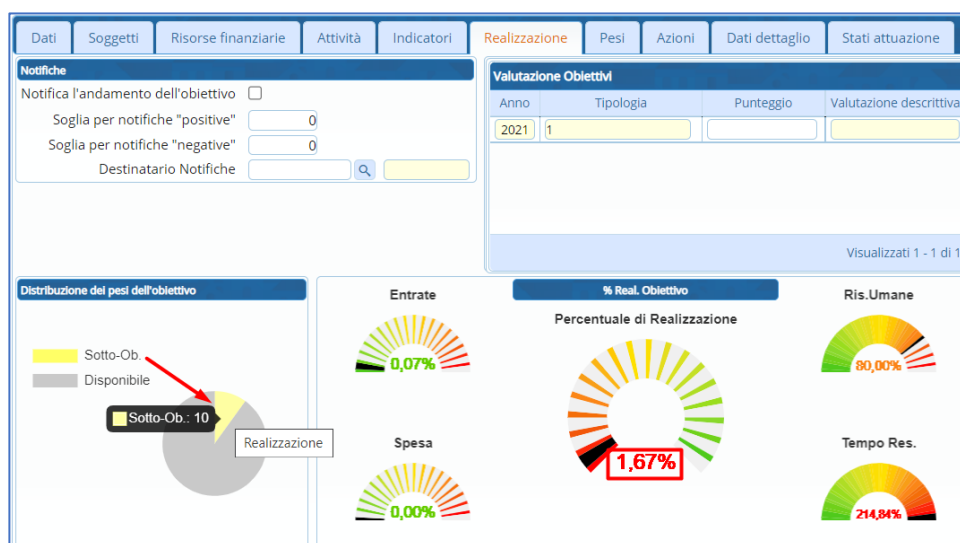 Dati Soggetti Risorse finanziarie Attività Indicatori Realizzazione Pesi Azioni Dati dettaglio Stati attuazione
Notifiche
Notifica l'andamento dell'obiettivo
Soglia per notifiche "positive" 0
Soglia per notifiche "negative" 0
Destinatario Notifiche
Valutazione Obiettivi
Anno Tipologia Punteggio Valutazione descrittiva
2021 1
Visualizzati 1 - 1 di 1
Distribuzione dei pesi dell'obiettivo
Sotto-Ob.
Disponibile
Sotto-Ob.: 10
Realizzazione
Entrate
0,07%
Spesa
0,00%
% Real. Obiettivo
Percentuale di Realizzazione
1,67%
Ris.Umane
80,00%
Tempo Res.
214,84%